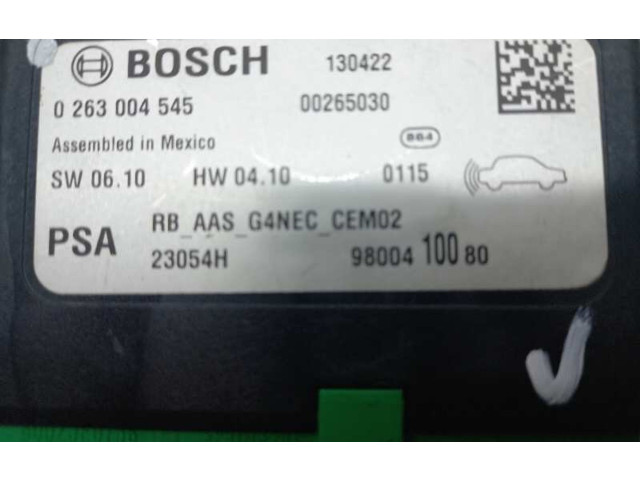 BOSCH 130422
0 263 004 545 00265030
Assembled in Mexico 864
SW 06.10 HW 04.10 0115
PSA RB_AAS_G4NEC_CEM02
23054H 98004 100 80